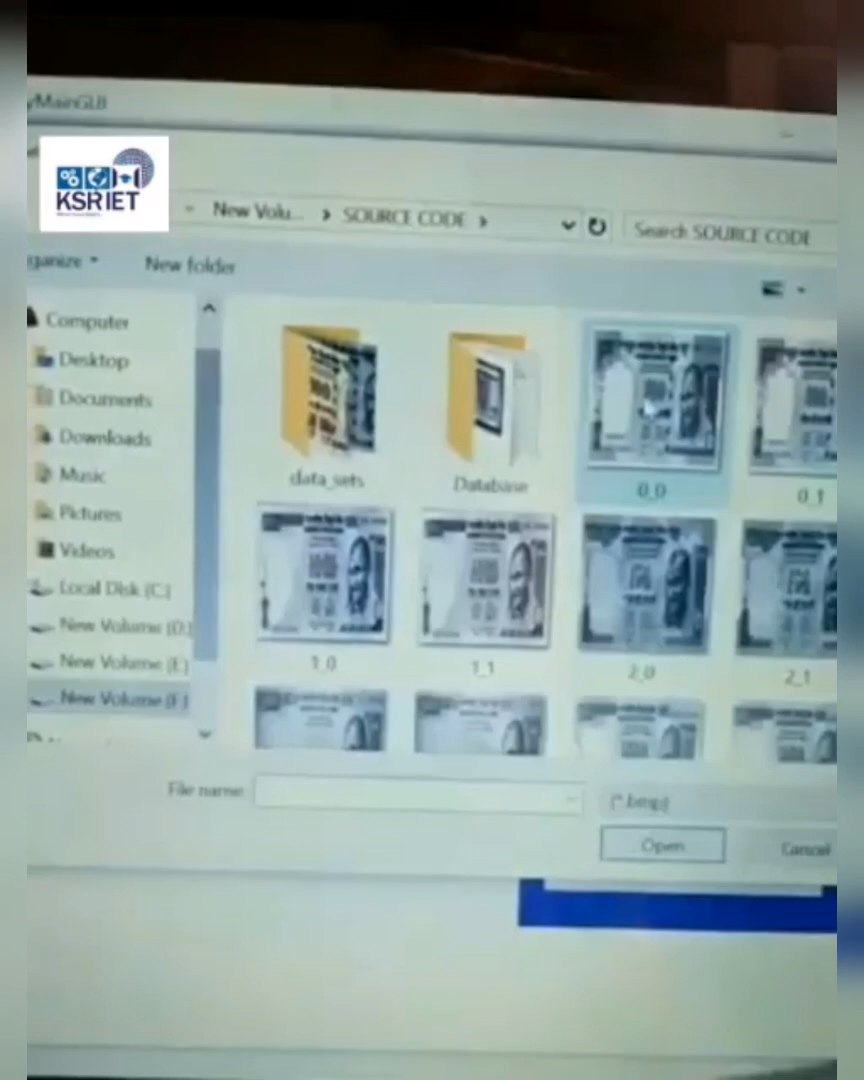 yMainGUI
KSRIET
New Volu... > SOURCE CODE >
Search SOURCE CODE
ganize
New folder
Computer
Desktop
Documents
Downloads
Music
Pictures
Videos
Local Disk (C:)
New Volume (D:)
New Volume (E:)
New Volume (F:)
data_sets
Database
0_0
0_1
1_0
1_1
2_0
2_1
File name:
(*.bmp)
Open
Cancel